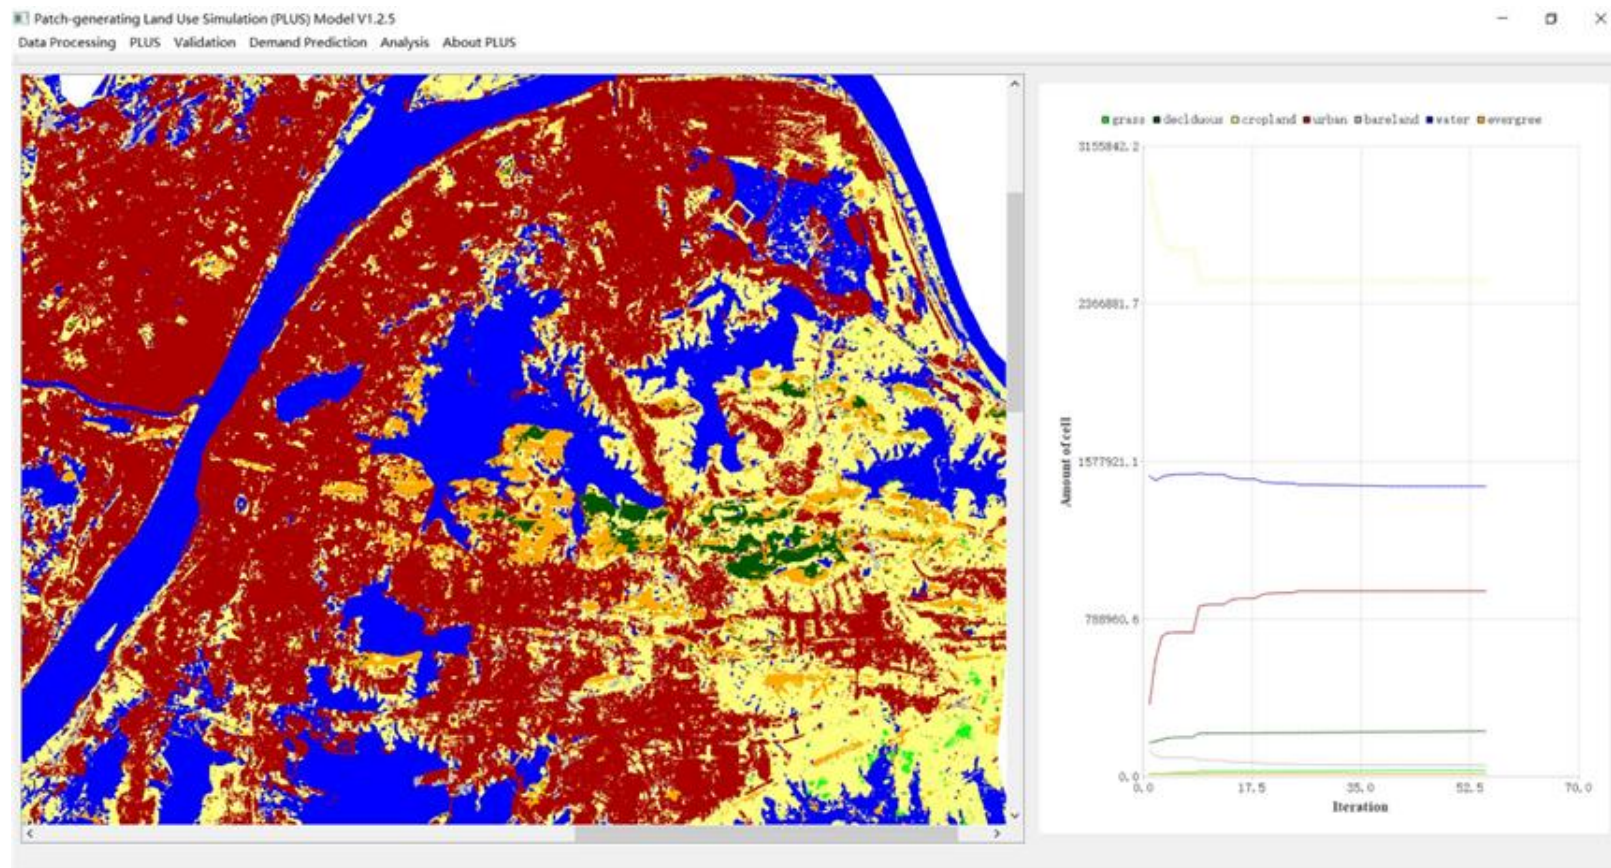 Patch-generating Land Use Simulation (PLUS) Model V1.2.5
Data Processing PLUS Validation Demand Prediction Analysis About PLUS
grass deciduous cropland urban bareland water evergree
3155842.2
2366881.7
1577921.1
788960.6
0.0
Amount of cell
0.0 17.5 35.0 52.5 70.0
Iteration